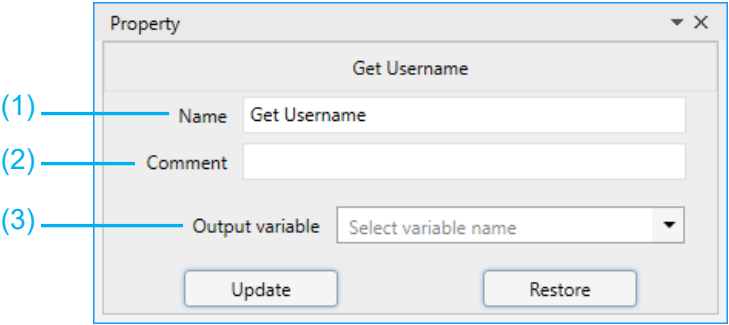 Property
Get Username
(1) Name Get Username
(2) Comment
(3) Output variable Select variable name
Update Restore